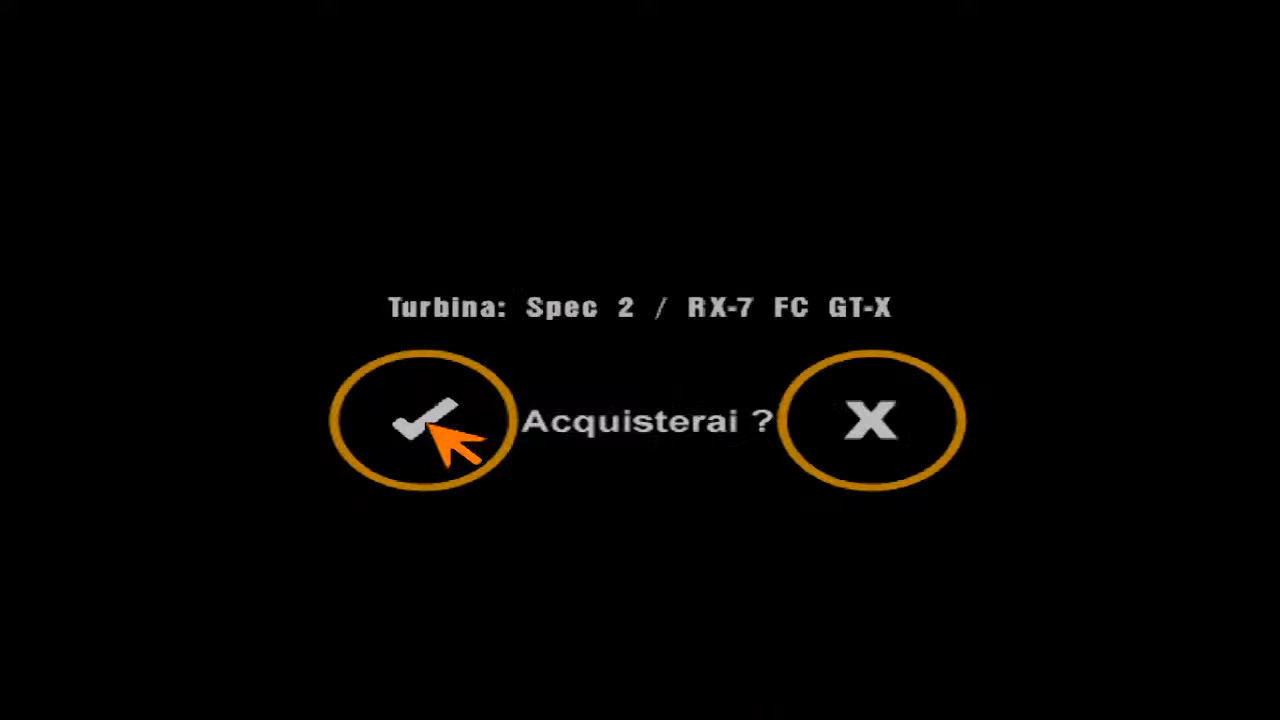 Turbina: Spec 2 / RX-7 FC GT-X
Acquisterai ?